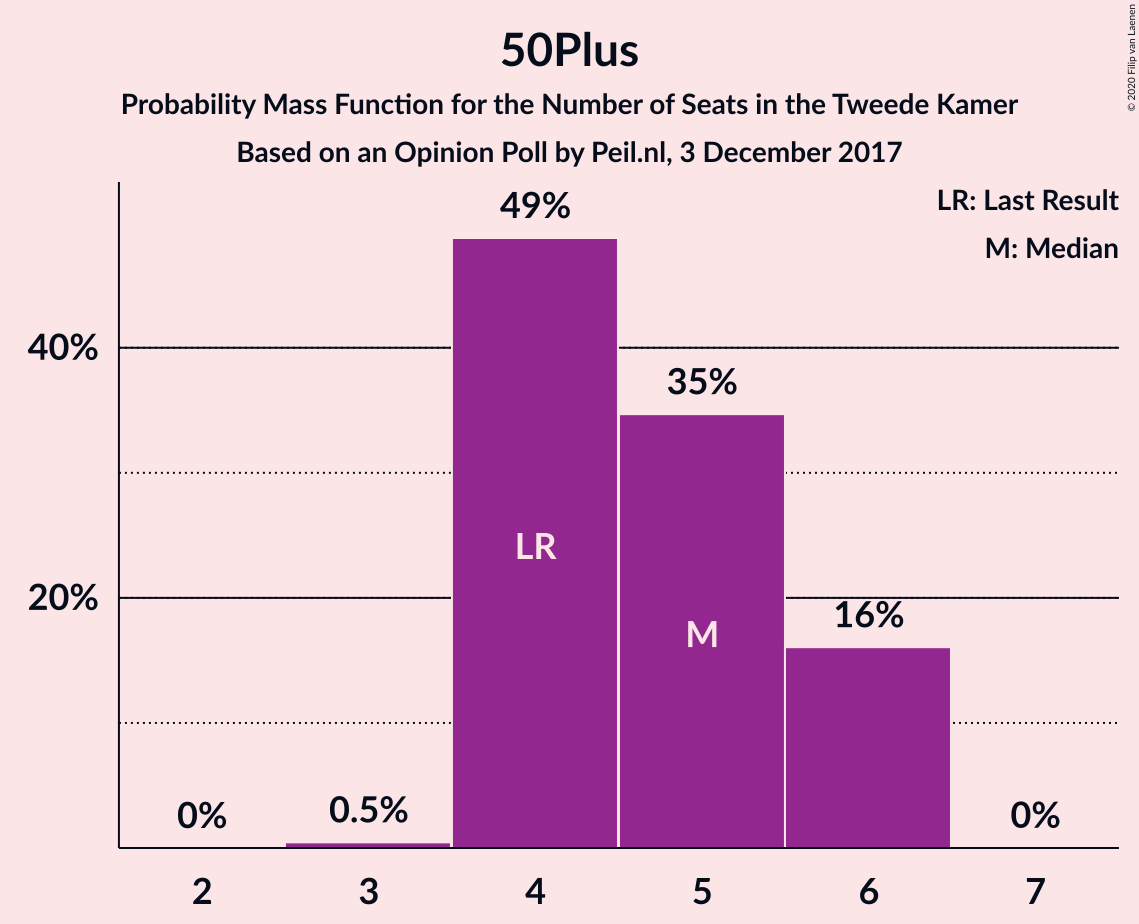 50Plus
Probability Mass Function for the Number of Seats in the Tweede Kamer
Based on an Opinion Poll by Peil.nl, 3 December 2017
© 2020 Filip van Laenen
LR: Last Result
M: Median
49%
40%
35%
LR
20%
16%
M
0%
0.5%
0%
2 3 4 5 6 7